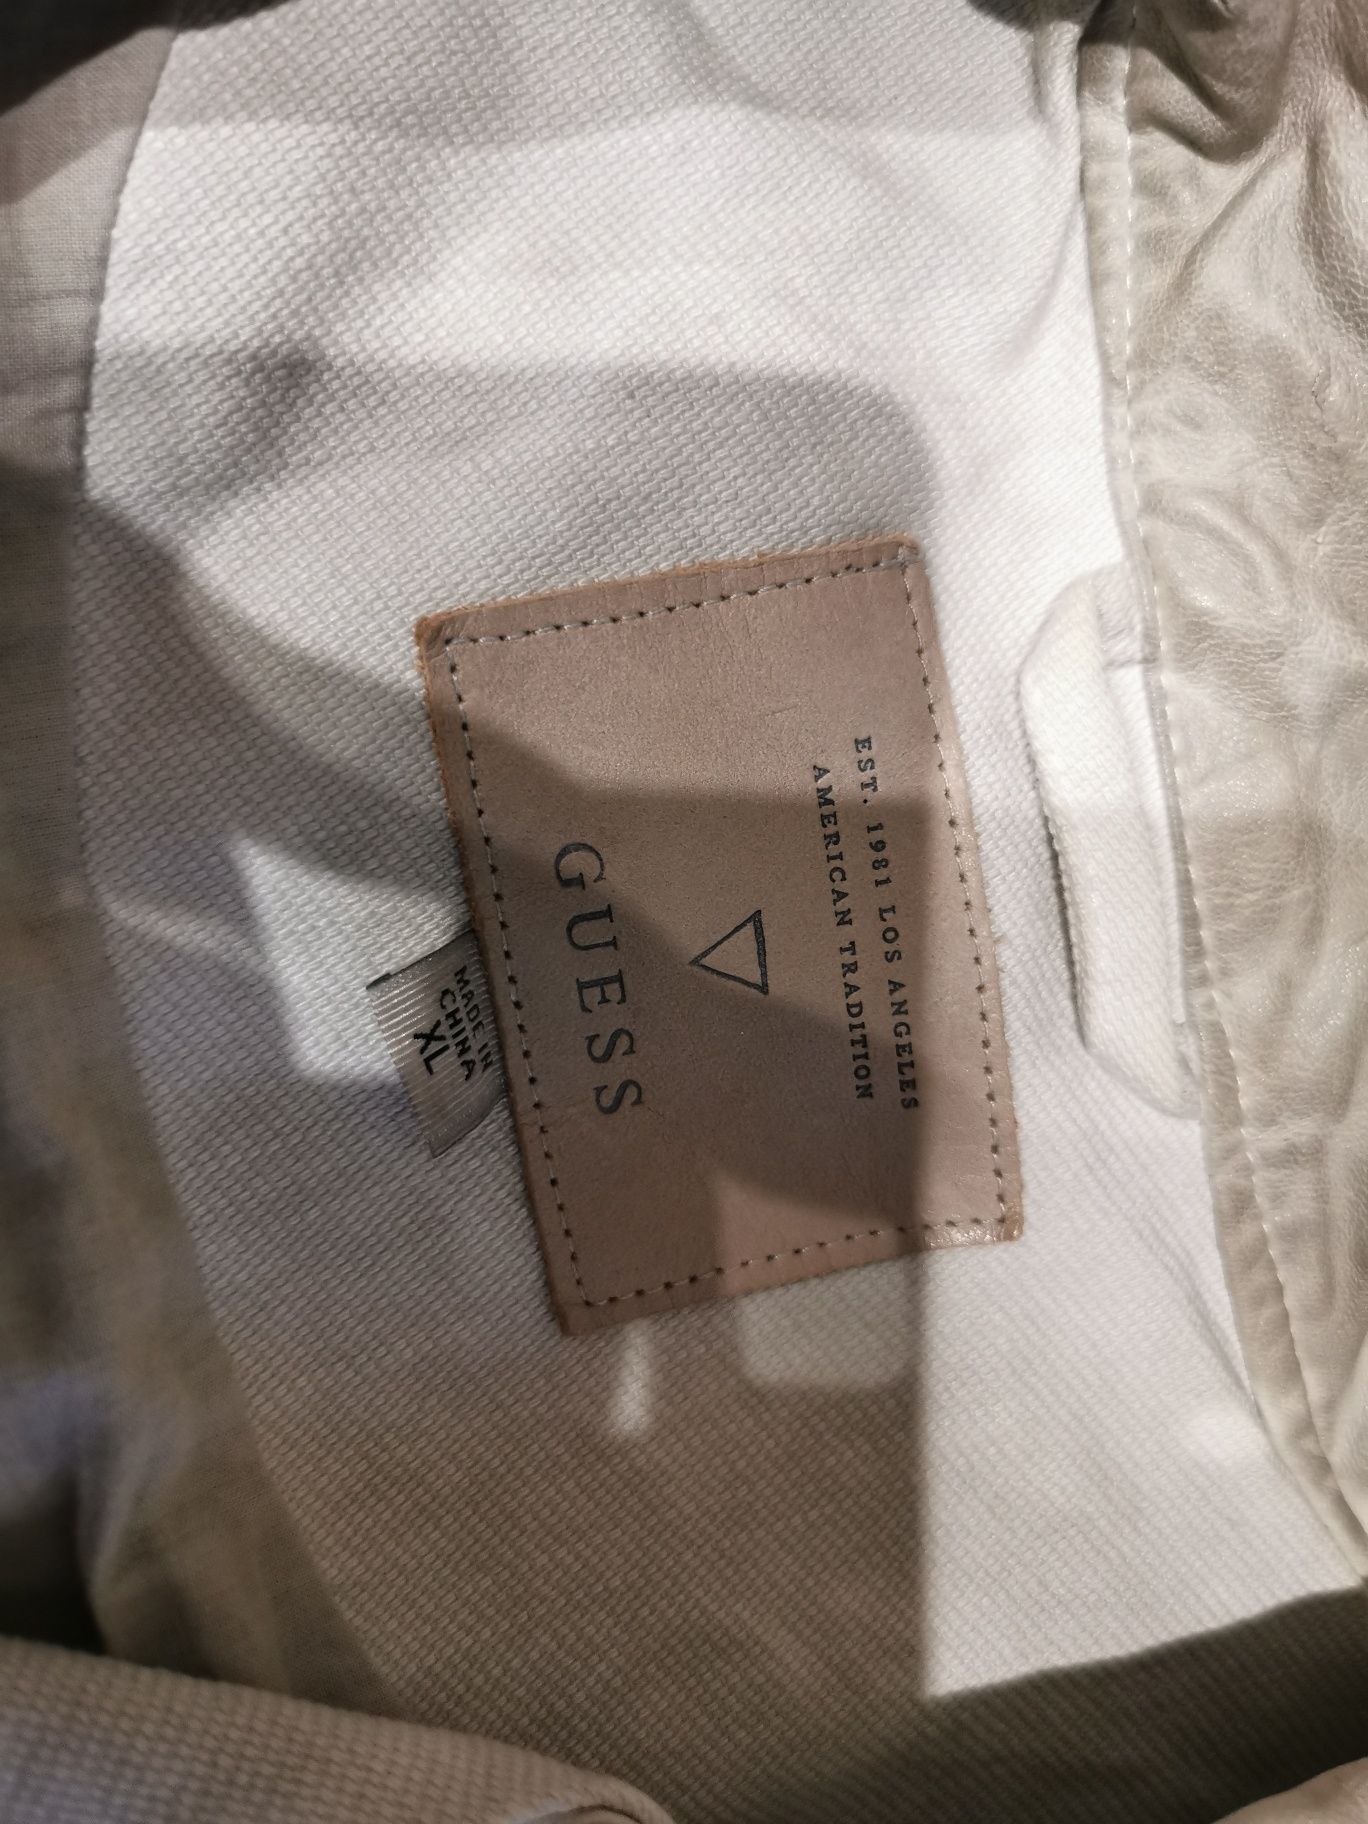 EST. 1981 LOS ANGELES
AMERICAN TRADITION
GUESS
MADE IN
CHINA
XL